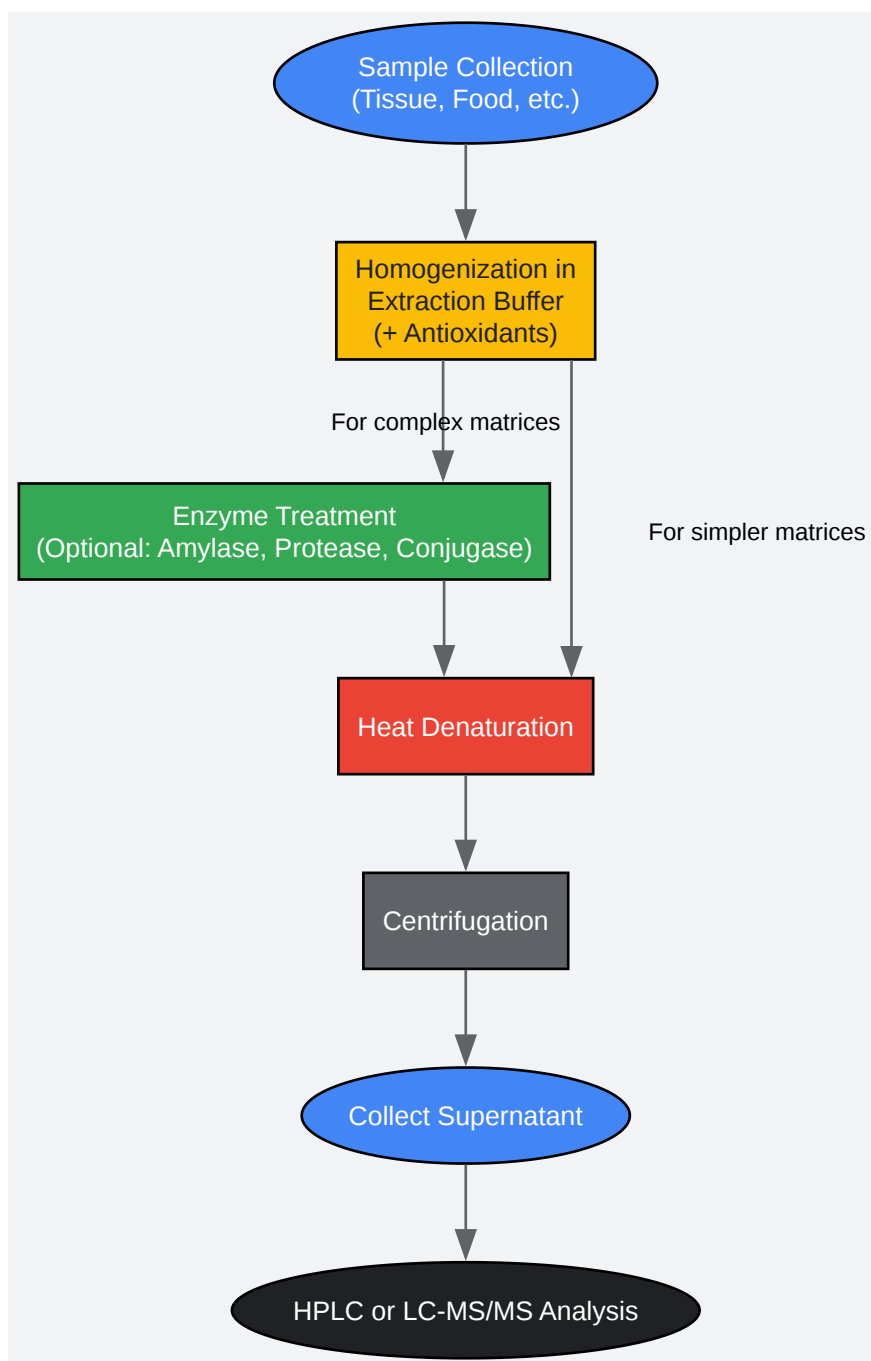 Sample Collection
(Tissue, Food, etc.)
Homogenization in
Extraction Buffer
(+ Antioxidants)
For complex matrices
Enzyme Treatment
(Optional: Amylase, Protease, Conjugase)
For simpler matrices
Heat Denaturation
Centrifugation
Collect Supernatant
HPLC or LC-MS/MS Analysis